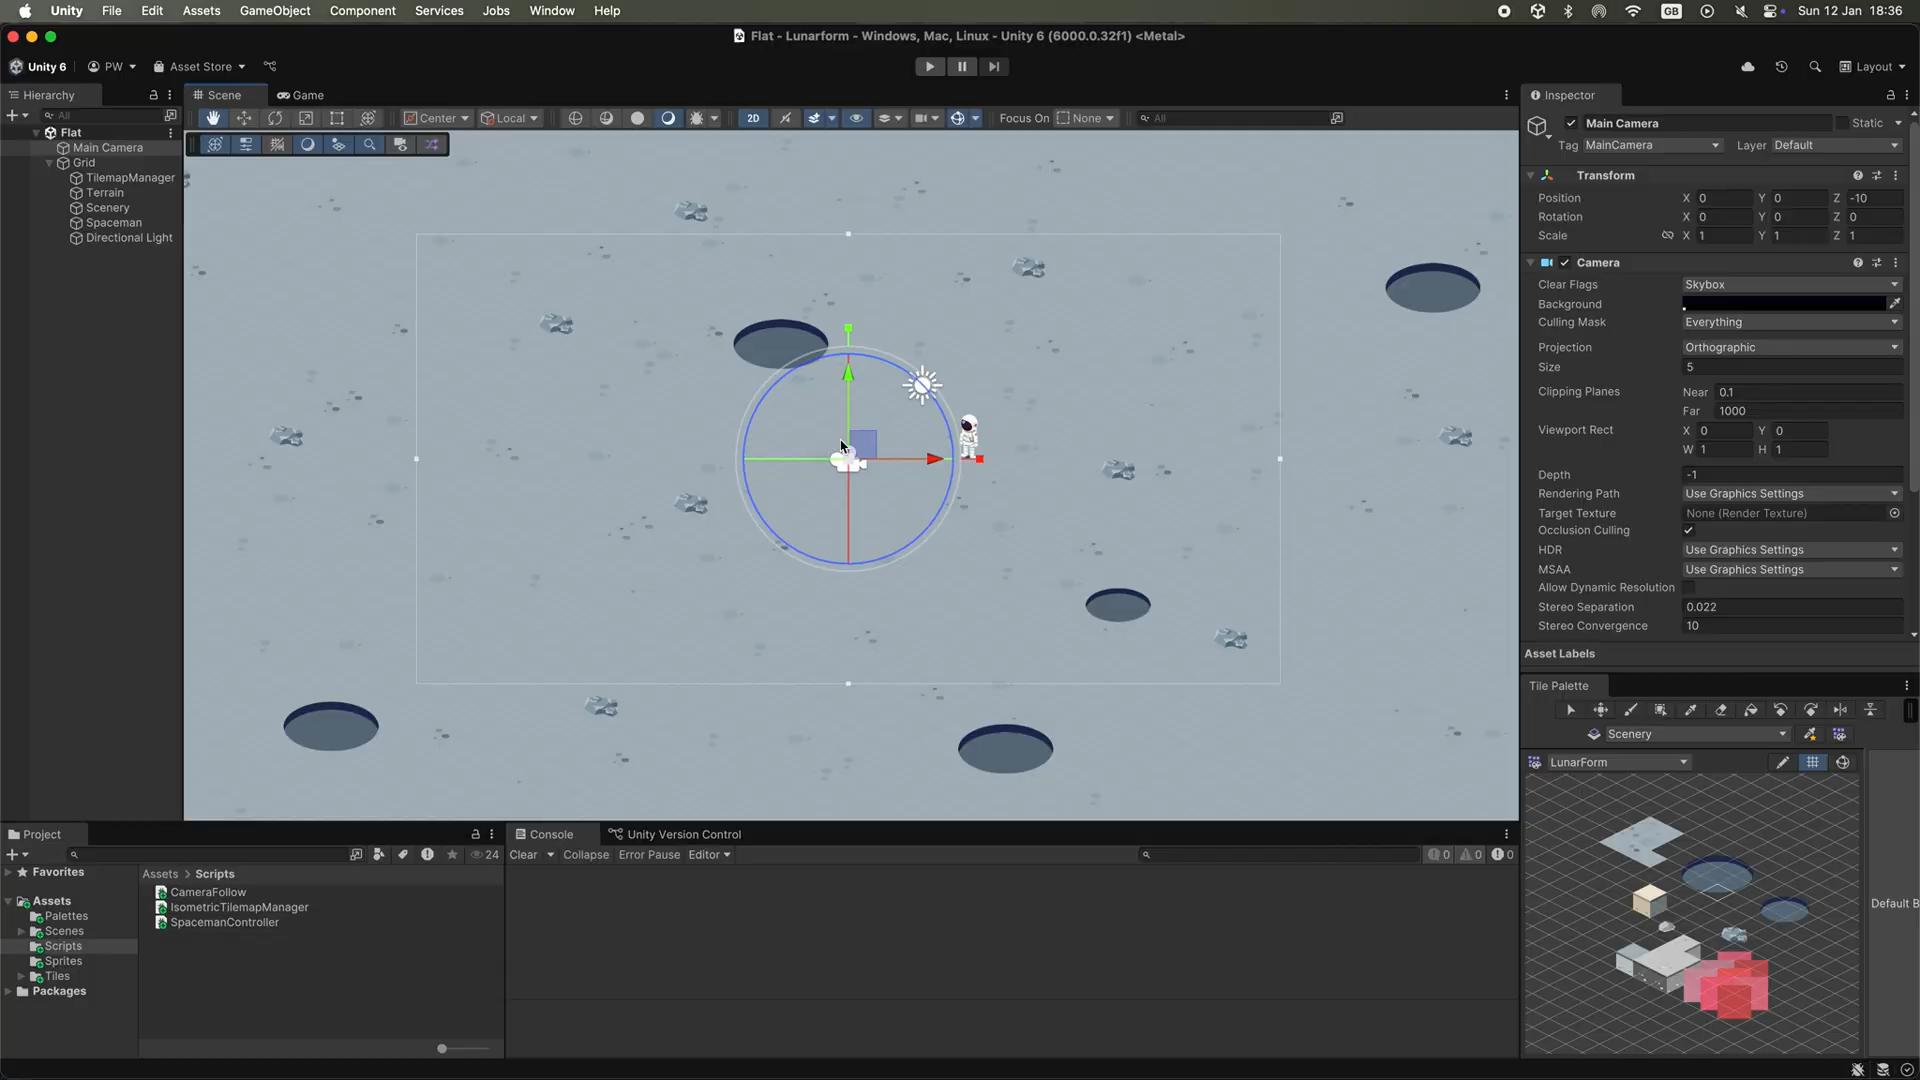 Unity File Edit Assets GameObject Component Services Jobs Window Help GB Sun 12 Jan 18:36
Flat - Lunarform - Windows, Mac, Linux - Unity 6 (6000.0.32f1) <Metal>
Unity 6 PW Asset Store Layout
Hierarchy
All
Flat
Main Camera
Grid
TilemapManager
Terrain
Scenery
Spaceman
Directional Light
Scene Game
Center Local 2D Focus On None All
Inspector
Main Camera Static
Tag MainCamera Layer Default
Transform
Position X 0 Y 0 Z -10
Rotation X 0 Y 0 Z 0
Scale X 1 Y 1 Z 1
Camera
Clear Flags Skybox
Background
Culling Mask Everything
Projection Orthographic
Size 5
Clipping Planes Near 0.1
Far 1000
Viewport Rect X 0 Y 0
W 1 H 1
Depth -1
Rendering Path Use Graphics Settings
Target Texture None (Render Texture)
Occlusion Culling
HDR Use Graphics Settings
MSAA Use Graphics Settings
Allow Dynamic Resolution
Stereo Separation 0.022
Stereo Convergence 10
Asset Labels
Tile Palette
Scenery
LunarForm
Default B
Project
24
Favorites
Assets
Palettes
Scenes
Scripts
Sprites
Tiles
Packages
Assets > Scripts
CameraFollow
IsometricTilemapManager
SpacemanController
Console Unity Version Control
Clear Collapse Error Pause Editor 0 0 0